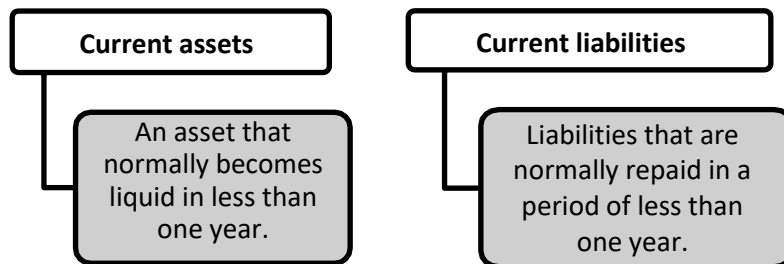 Current assets
An asset that
normally becomes
liquid in less than
one year.
Current liabilities
Liabilities that are
normally repaid in a
period of less than
one year.